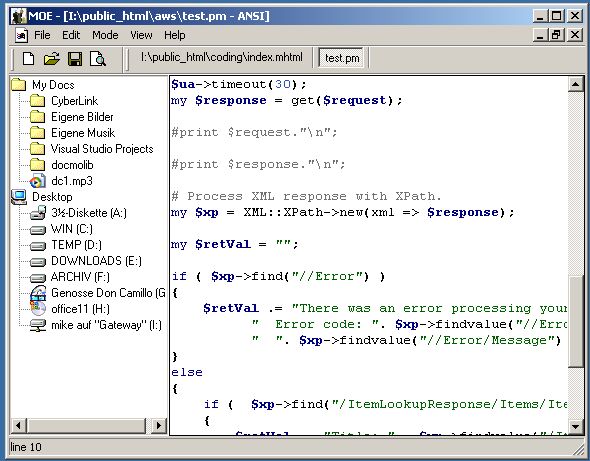 MOE - [I:\public_html\aws\test.pm - ANSI]
File Edit Mode View Help
I:\public_html\coding\index.mhtml test.pm
My Docs
CyberLink
Eigene Bilder
Eigene Musik
Visual Studio Projects
docmolib
dc1.mp3
Desktop
3½-Diskette (A:)
WIN (C:)
TEMP (D:)
DOWNLOADS (E:)
ARCHIV (F:)
Genosse Don Camillo (G
office11 (H:)
mike auf "Gateway" (I:)
$ua->timeout(30);
my $response = get($request);
#print $request."\n";
#print $response."\n";
# Process XML response with XPath.
my $xp = XML::XPath->new(xml => $response);
my $retVal = "";
if ( $xp->find("//Error") )
{
$retVal .= "There was an error processing your
"  Error code: ". $xp->findvalue("//Erro
"  ". $xp->findvalue("//Error/Message")
}
else
{
if (  $xp->find("/ItemLookupResponse/Items/Ite
{
line 10